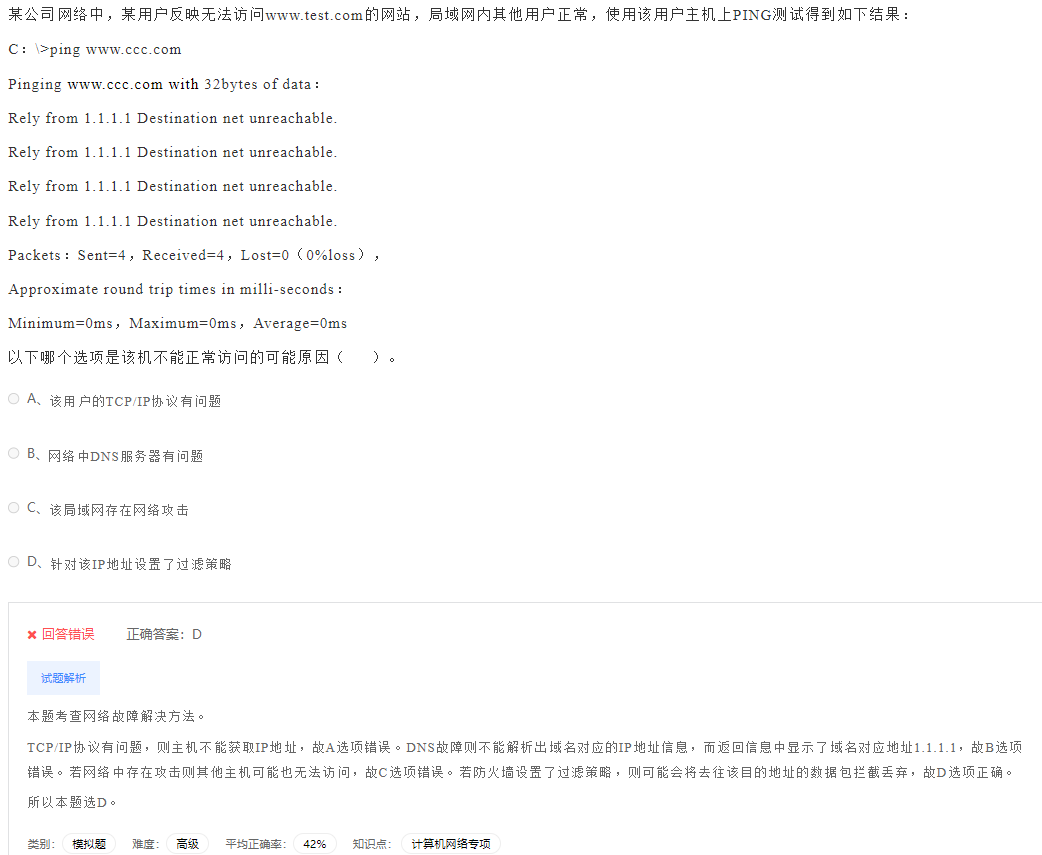 某公司网络中，某用户反映无法访问www.test.com的网站，局域网内其他用户正常，使用该用户主机上PING测试得到如下结果：
C：\>ping www.ccc.com
Pinging www.ccc.com with 32bytes of data：
Rely from 1.1.1.1 Destination net unreachable.
Rely from 1.1.1.1 Destination net unreachable.
Rely from 1.1.1.1 Destination net unreachable.
Rely from 1.1.1.1 Destination net unreachable.
Packets：Sent=4，Received=4，Lost=0（0%loss），
Approximate round trip times in milli-seconds：
Minimum=0ms，Maximum=0ms，Average=0ms
以下哪个选项是该机不能正常访问的可能原因（　　）。
A、该用户的TCP/IP协议有问题
B、网络中DNS服务器有问题
C、该局域网存在网络攻击
D、针对该IP地址设置了过滤策略
回答错误 正确答案：D
试题解析
本题考查网络故障解决方法。
TCP/IP协议有问题，则主机不能获取IP地址，故A选项错误。DNS故障则不能解析出域名对应的IP地址信息，而返回信息中显示了域名对应地址1.1.1.1，故B选项
错误。若网络中存在攻击则其他主机可能也无法访问，故C选项错误。若防火墙设置了过滤策略，则可能会将去往该目的地址的数据包拦截丢弃，故D选项正确。
所以本题选D。
类别： 模拟题 难度： 高级 平均正确率： 42% 知识点： 计算机网络专项